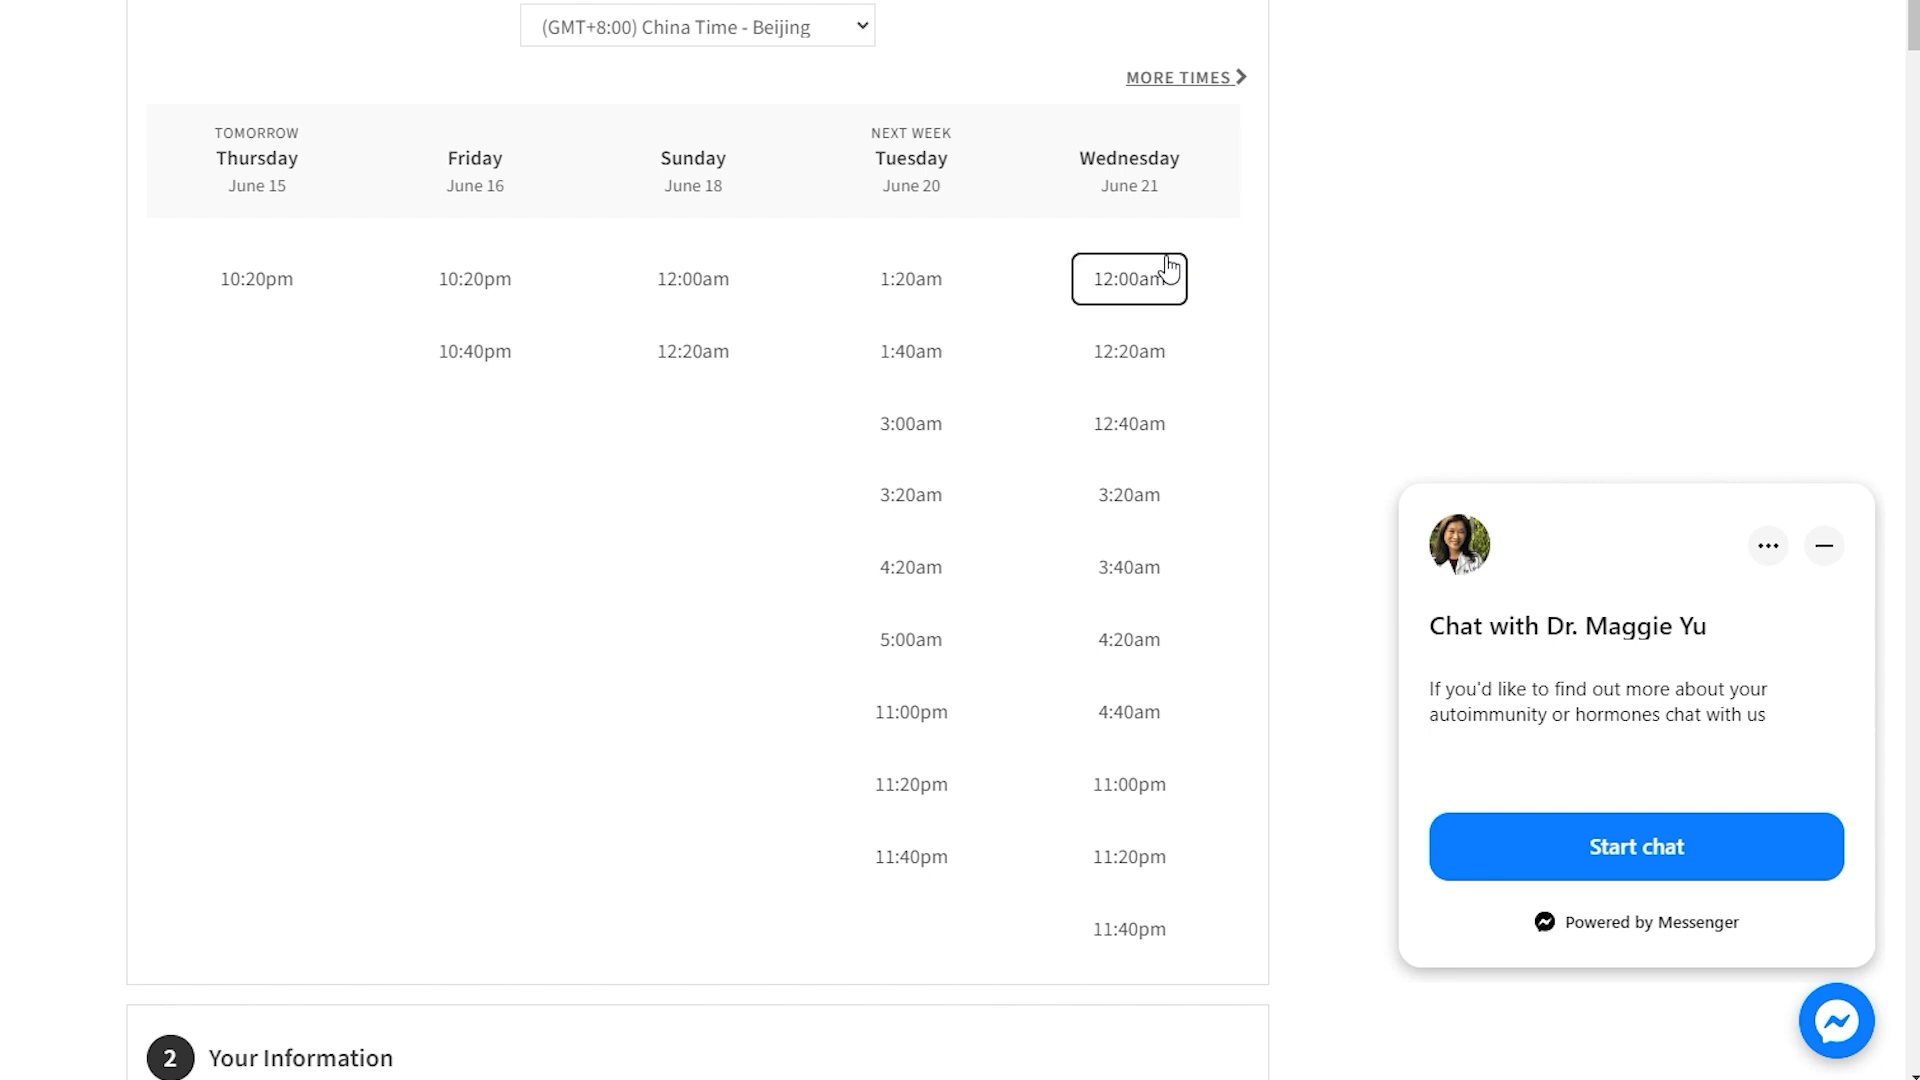 (GMT+8:00) China Time - Beijing
MORE TIMES
TOMORROW
Thursday
June 15
Friday
June 16
Sunday
June 18
NEXT WEEK
Tuesday
June 20
Wednesday
June 21
10:20pm
10:20pm
12:00am
1:20am
12:00am
10:40pm
12:20am
1:40am
12:20am
3:00am
12:40am
3:20am
3:20am
4:20am
3:40am
5:00am
4:20am
11:00pm
4:40am
11:20pm
11:00pm
11:40pm
11:20pm
11:40pm
2 Your Information
Chat with Dr. Maggie Yu
If you'd like to find out more about your
autoimmunity or hormones chat with us
Start chat
Powered by Messenger